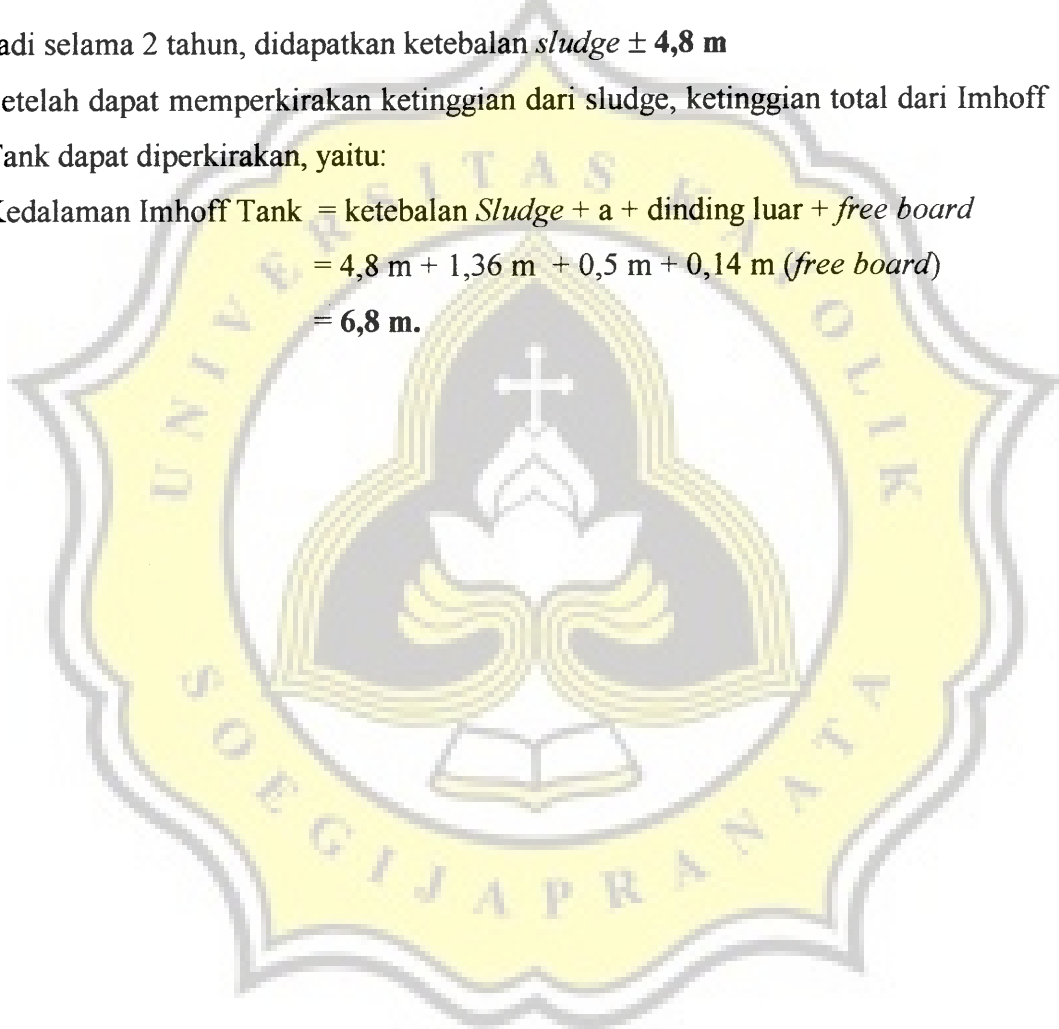 adi selama 2 tahun, didapatkan ketebalan sludge ± 4,8 m
etelah dapat memperkirakan ketinggian dari sludge, ketinggian total dari Imhoff
ank dapat diperkirakan, yaitu:
Kedalaman Imhoff Tank = ketebalan Sludge + a + dinding luar + free board
= 4,8 m + 1,36 m + 0,5 m + 0,14 m (free board)
= 6,8 m.
UNIVERSITAS KATOLIK
SOEGIJAPRANATA